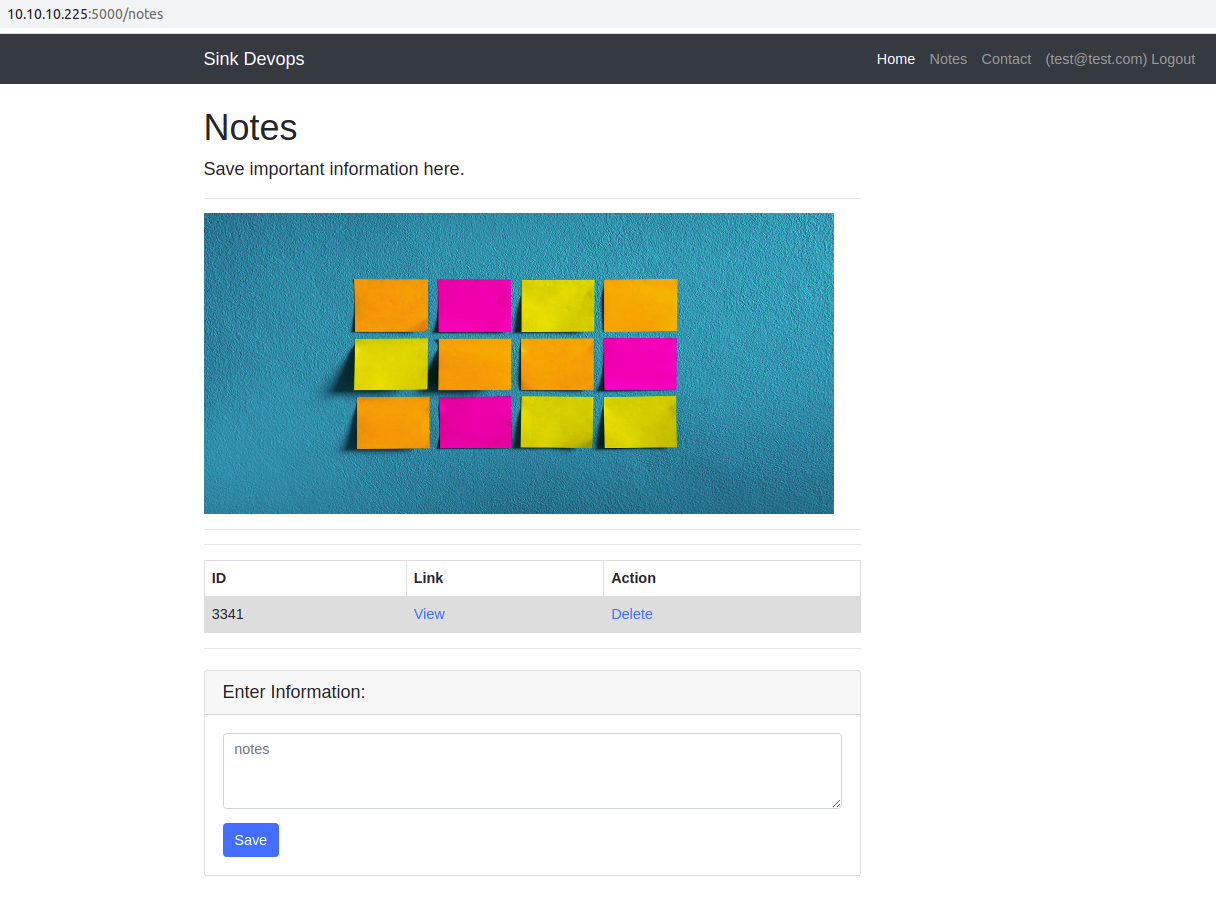 10.10.10.225:5000/notes
Sink Devops Home Notes Contact (test@test.com) Logout
Notes
Save important information here.
ID Link Action
3341 View Delete
Enter Information:
notes
Save